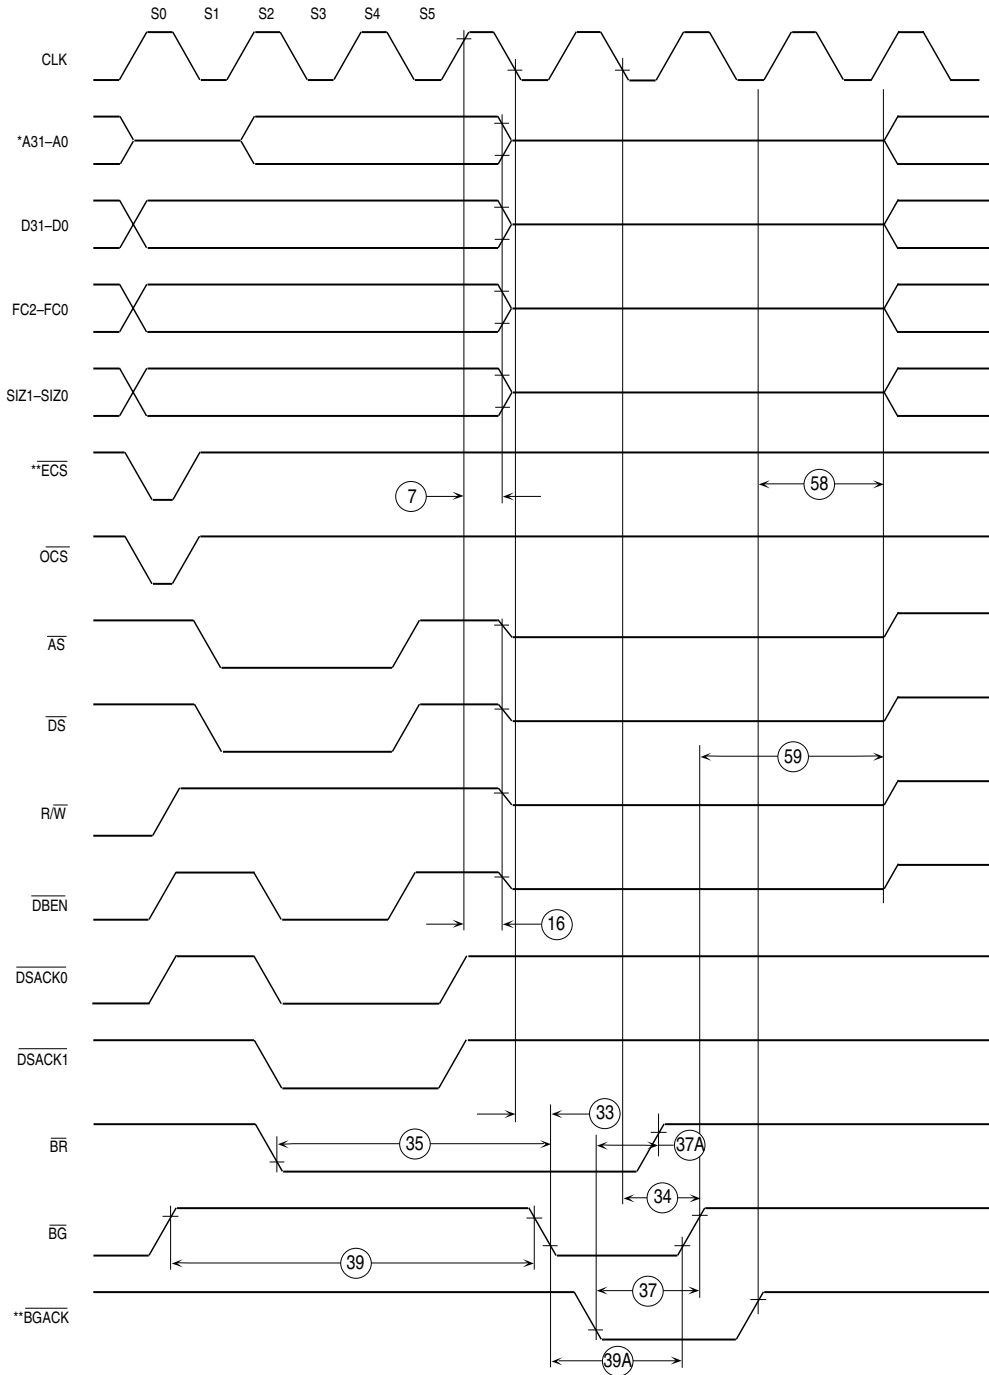 S0 S1 S2 S3 S4 S5
CLK
*A31–A0
D31–D0
FC2–FC0
SIZ1–SIZ0
**ECS
58
7
OCS
AS
DS
59
R/W
DBEN
16
DSACK0
DSACK1
33
BR
35
37A
34
BG
39
37
**BGACK
39A